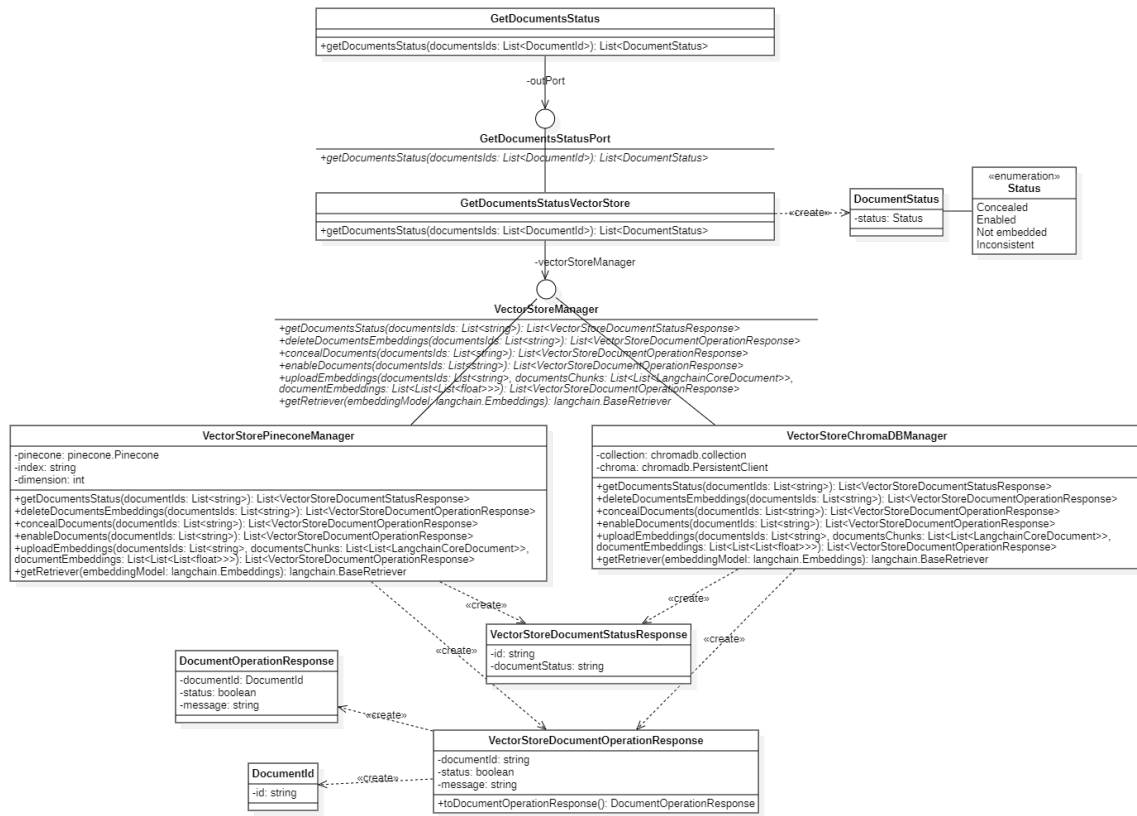 GetDocumentsStatus
+getDocumentsStatus(documentsIds: List<DocumentId>): List<DocumentStatus>
-outPort
GetDocumentsStatusPort
+getDocumentsStatus(documentsIds: List<DocumentId>): List<DocumentStatus>
GetDocumentsStatusVectorStore
+getDocumentsStatus(documentsIds: List<DocumentId>): List<DocumentStatus>
«create»
DocumentStatus
-status: Status
«enumeration»
Status
Concealed
Enabled
Not embedded
Inconsistent
-vectorStoreManager
VectorStoreManager
+getDocumentsStatus(documentsIds: List<string>): List<VectorStoreDocumentStatusResponse>
+deleteDocumentsEmbeddings(documentsIds: List<string>): List<VectorStoreDocumentOperationResponse>
+concealDocuments(documentsIds: List<string>): List<VectorStoreDocumentOperationResponse>
+enableDocuments(documentsIds: List<string>): List<VectorStoreDocumentOperationResponse>
+uploadEmbeddings(documentsIds: List<string>, documentsChunks: List<List<LangchainCoreDocument>>,
documentEmbeddings: List<List<List<float>>>): List<VectorStoreDocumentOperationResponse>
+getRetriever(embeddingModel: langchain.Embeddings): langchain.BaseRetriever
VectorStorePineconeManager
-pinecone: pinecone.Pinecone
-index: string
-dimension: int
+getDocumentsStatus(documentIds: List<string>): List<VectorStoreDocumentStatusResponse>
+deleteDocumentsEmbeddings(documentsIds: List<string>): List<VectorStoreDocumentOperationResponse>
+concealDocuments(documentIds: List<string>): List<VectorStoreDocumentOperationResponse>
+enableDocuments(documentIds: List<string>): List<VectorStoreDocumentOperationResponse>
+uploadEmbeddings(documentsIds: List<string>, documentsChunks: List<List<LangchainCoreDocument>>,
documentEmbeddings: List<List<List<float>>>): List<VectorStoreDocumentOperationResponse>
+getRetriever(embeddingModel: langchain.Embeddings): langchain.BaseRetriever
VectorStoreChromaDBManager
-collection: chromadb.collection
-chroma: chromadb.PersistentClient
+getDocumentsStatus(documentIds: List<string>): List<VectorStoreDocumentStatusResponse>
+deleteDocumentsEmbeddings(documentsIds: List<string>): List<VectorStoreDocumentOperationResponse>
+concealDocuments(documentIds: List<string>): List<VectorStoreDocumentOperationResponse>
+enableDocuments(documentIds: List<string>): List<VectorStoreDocumentOperationResponse>
+uploadEmbeddings(documentsIds: List<string>, documentsChunks: List<List<LangchainCoreDocument>>,
documentEmbeddings: List<List<List<float>>>): List<VectorStoreDocumentOperationResponse>
+getRetriever(embeddingModel: langchain.Embeddings): langchain.BaseRetriever
«create»
«create»
«create»
«create»
VectorStoreDocumentStatusResponse
-id: string
-documentStatus: string
DocumentOperationResponse
-documentId: DocumentId
-status: boolean
-message: string
«create»
VectorStoreDocumentOperationResponse
-documentId: string
-status: boolean
-message: string
+toDocumentOperationResponse(): DocumentOperationResponse
«create»
DocumentId
-id: string